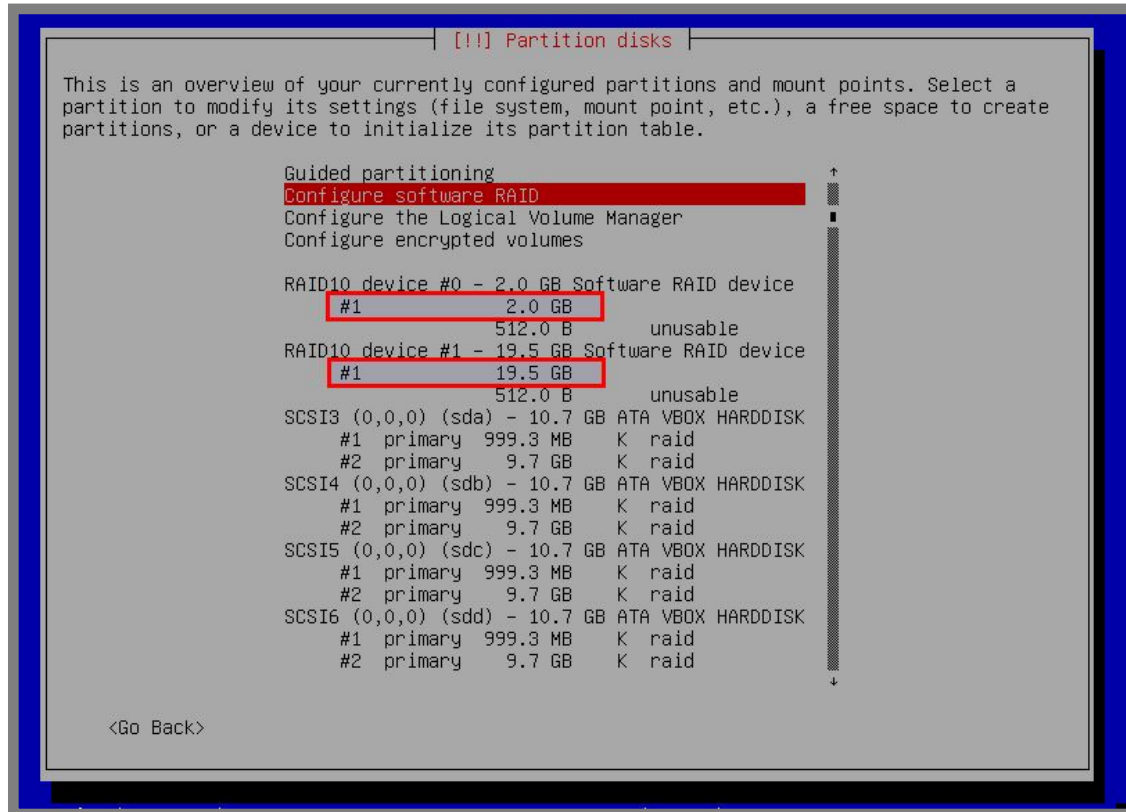 [!!] Partition disks
This is an overview of your currently configured partitions and mount points. Select a
partition to modify its settings (file system, mount point, etc.), a free space to create
partitions, or a device to initialize its partition table.
Guided partitioning
Configure software RAID
Configure the Logical Volume Manager
Configure encrypted volumes
RAID10 device #0 - 2.0 GB Software RAID device
#1 2.0 GB
512.0 B unusable
RAID10 device #1 - 19.5 GB Software RAID device
#1 19.5 GB
512.0 B unusable
SCSI3 (0,0,0) (sda) - 10.7 GB ATA VBOX HARDDISK
#1 primary 999.3 MB K raid
#2 primary 9.7 GB K raid
SCSI4 (0,0,0) (sdb) - 10.7 GB ATA VBOX HARDDISK
#1 primary 999.3 MB K raid
#2 primary 9.7 GB K raid
SCSI5 (0,0,0) (sdc) - 10.7 GB ATA VBOX HARDDISK
#1 primary 999.3 MB K raid
#2 primary 9.7 GB K raid
SCSI6 (0,0,0) (sdd) - 10.7 GB ATA VBOX HARDDISK
#1 primary 999.3 MB K raid
#2 primary 9.7 GB K raid
<Go Back>